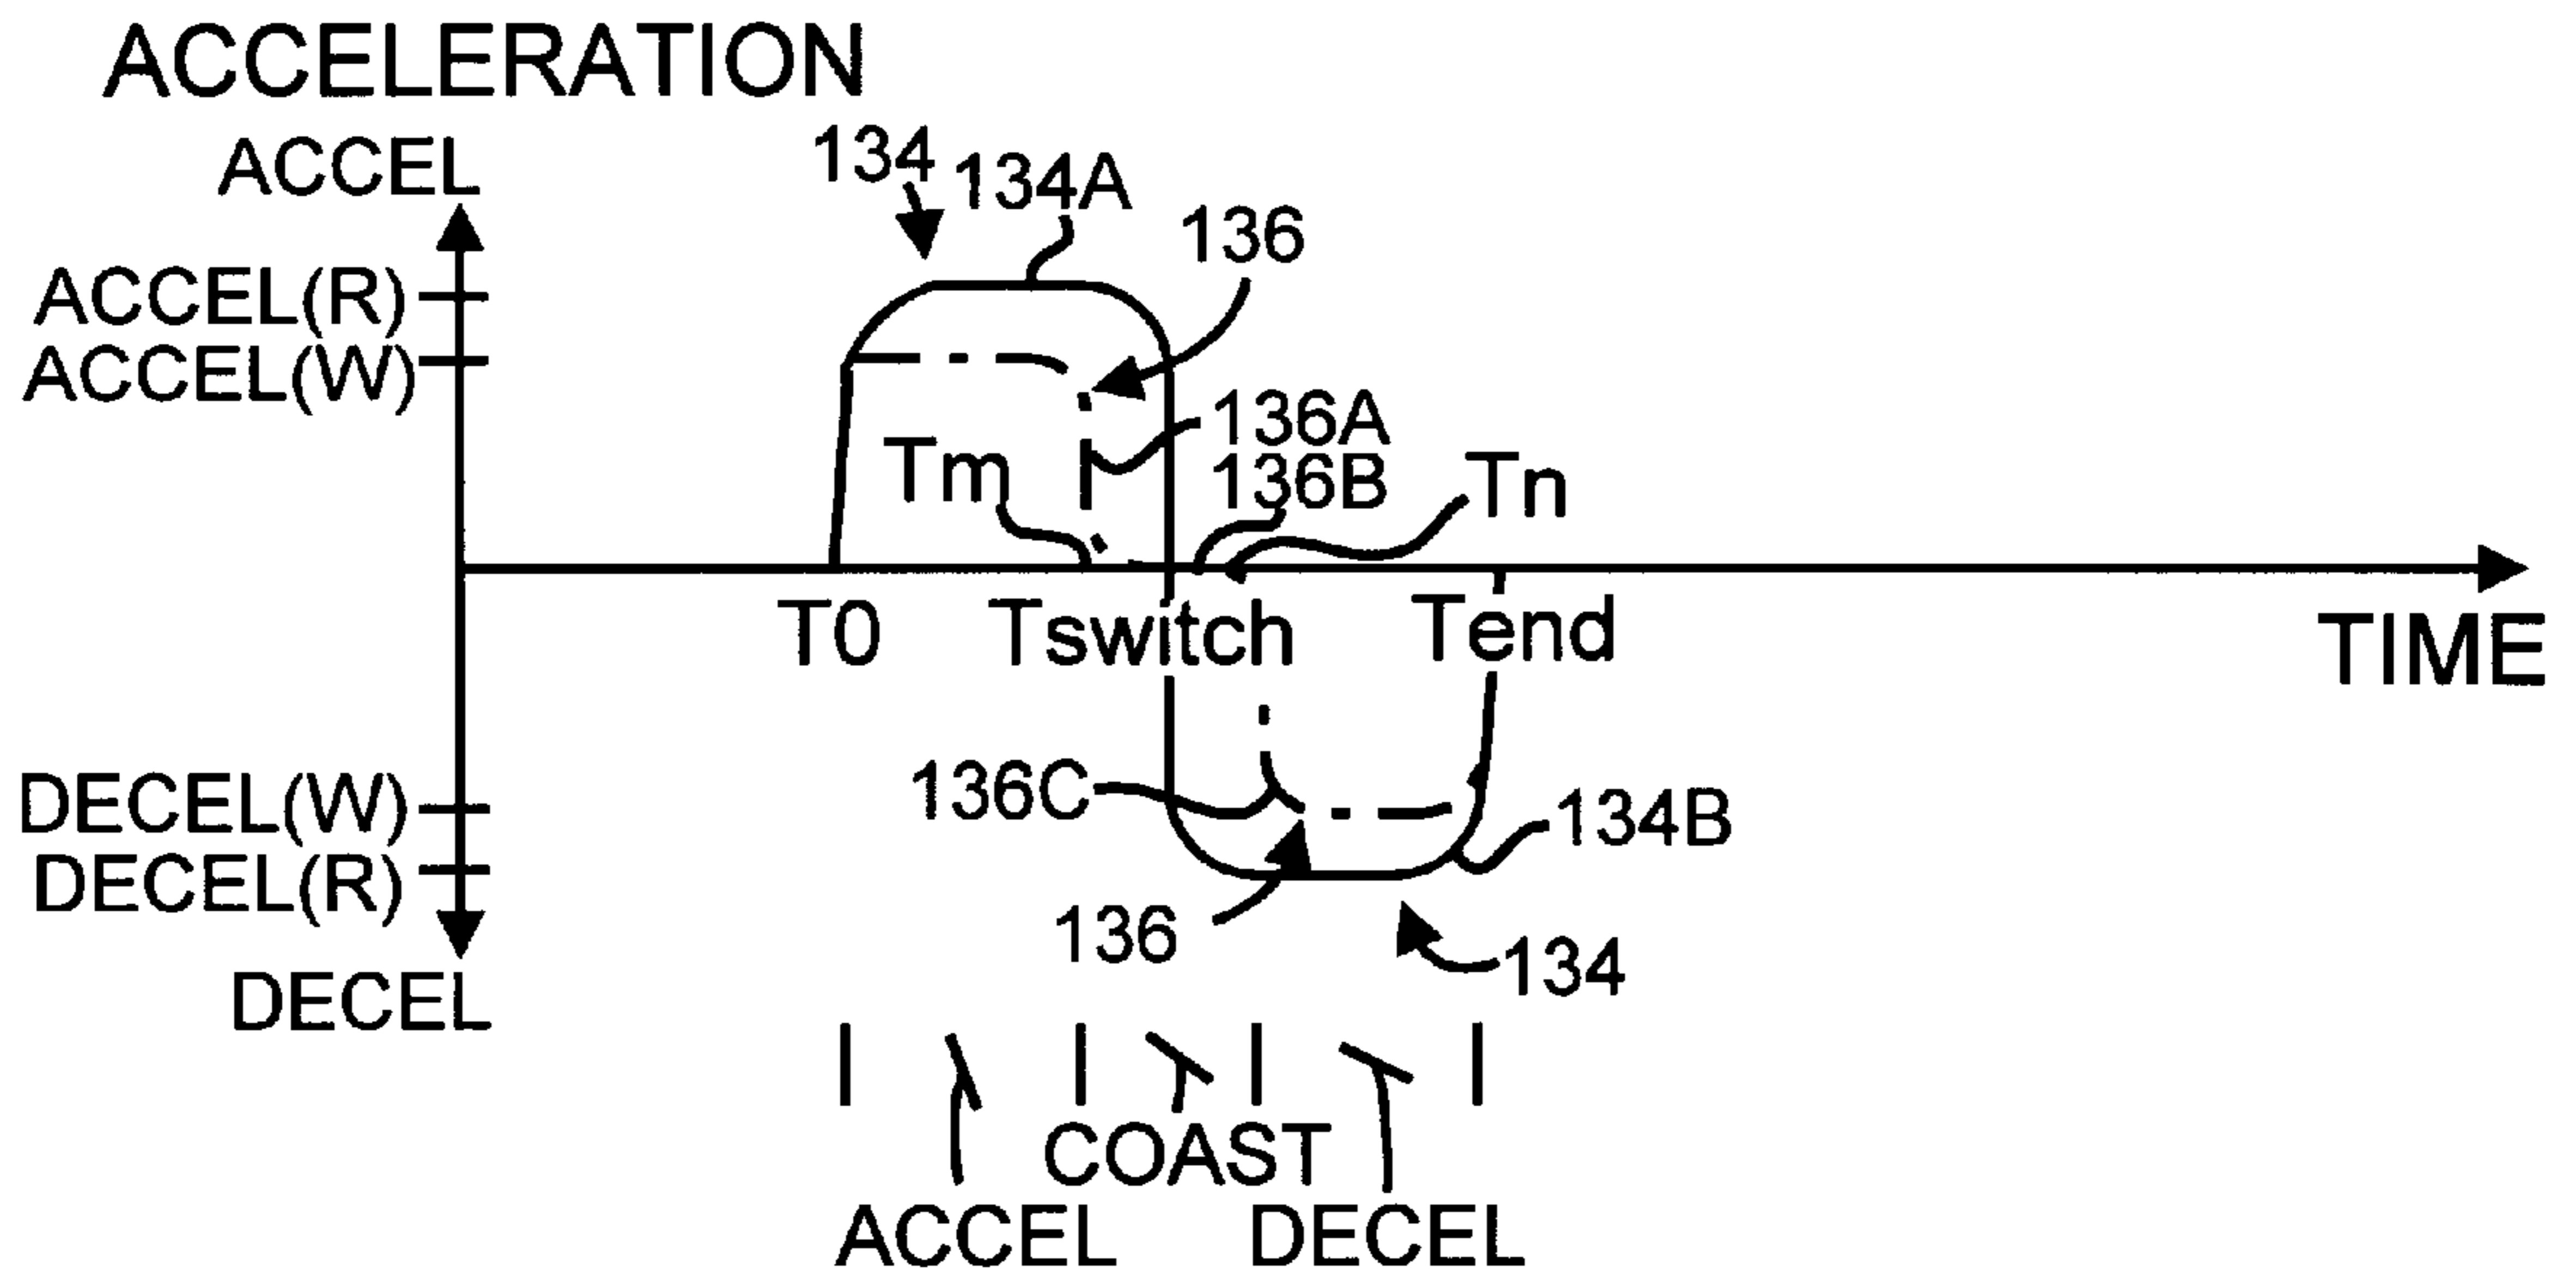 ACCELERATION
ACCEL
134
134A
136
ACCEL(R)
ACCEL(W)
136A
Tm
136B
Tn
T0
Tswitch
Tend
TIME
DECEL(W)
136C
134B
DECEL(R)
136
134
DECEL
COAST
ACCEL
DECEL